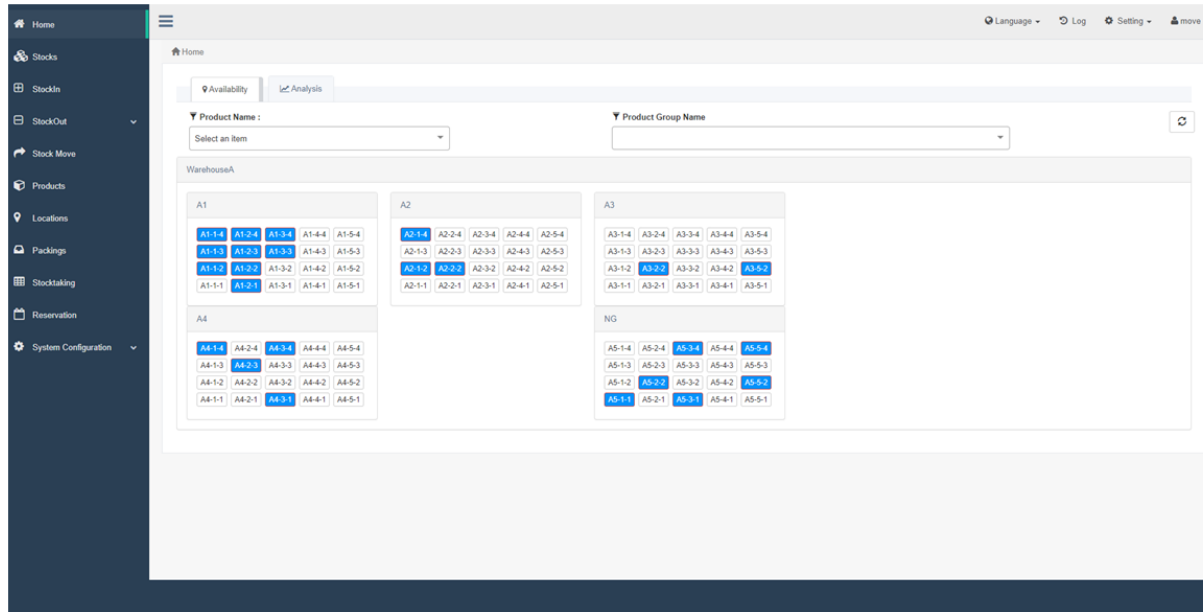 Home
Stocks
StockIn
StockOut
Stock Move
Products
Locations
Packings
Stocktaking
Reservation
System Configuration
Language Log Setting move
Home
Availability Analysis
Product Name : Product Group Name
Select an item
WarehouseA
A1
A1-1-4 A1-2-4 A1-3-4 A1-4-4 A1-5-4
A1-1-3 A1-2-3 A1-3-3 A1-4-3 A1-5-3
A1-1-2 A1-2-2 A1-3-2 A1-4-2 A1-5-2
A1-1-1 A1-2-1 A1-3-1 A1-4-1 A1-5-1
A2
A2-1-4 A2-2-4 A2-3-4 A2-4-4 A2-5-4
A2-1-3 A2-2-3 A2-3-3 A2-4-3 A2-5-3
A2-1-2 A2-2-2 A2-3-2 A2-4-2 A2-5-2
A2-1-1 A2-2-1 A2-3-1 A2-4-1 A2-5-1
A3
A3-1-4 A3-2-4 A3-3-4 A3-4-4 A3-5-4
A3-1-3 A3-2-3 A3-3-3 A3-4-3 A3-5-3
A3-1-2 A3-2-2 A3-3-2 A3-4-2 A3-5-2
A3-1-1 A3-2-1 A3-3-1 A3-4-1 A3-5-1
A4
A4-1-4 A4-2-4 A4-3-4 A4-4-4 A4-5-4
A4-1-3 A4-2-3 A4-3-3 A4-4-3 A4-5-3
A4-1-2 A4-2-2 A4-3-2 A4-4-2 A4-5-2
A4-1-1 A4-2-1 A4-3-1 A4-4-1 A4-5-1
NG
A5-1-4 A5-2-4 A5-3-4 A5-4-4 A5-5-4
A5-1-3 A5-2-3 A5-3-3 A5-4-3 A5-5-3
A5-1-2 A5-2-2 A5-3-2 A5-4-2 A5-5-2
A5-1-1 A5-2-1 A5-3-1 A5-4-1 A5-5-1